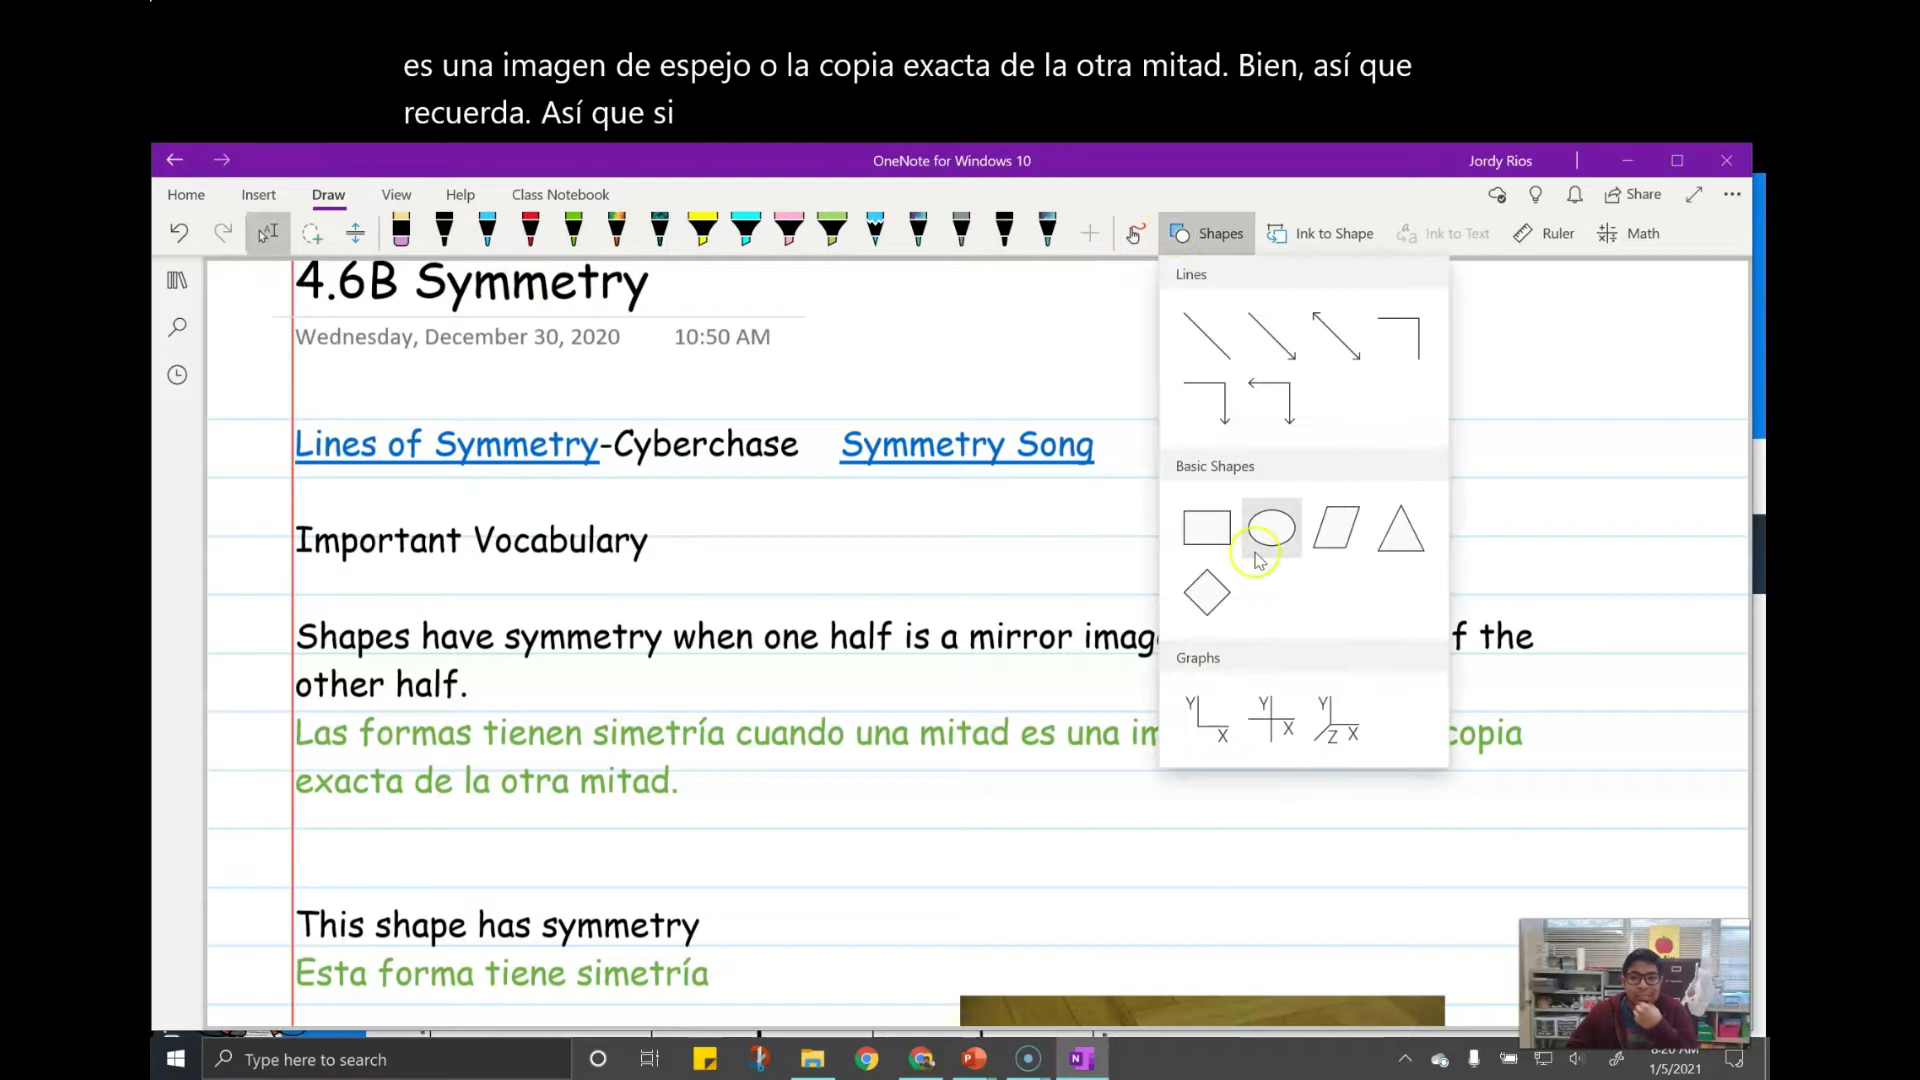 es una imagen de espejo o la copia exacta de la otra mitad. Bien, así que
recuerda. Así que si
OneNote for Windows 10
Jordy Rios
Home Insert Draw View Help Class Notebook
Share
Shapes Ink to Shape Ink to Text Ruler Math
Lines
Basic Shapes
Graphs
Y X Y X Y Z X
4.6B Symmetry
Wednesday, December 30, 2020 10:50 AM
Lines of Symmetry-Cyberchase Symmetry Song
Important Vocabulary
Shapes have symmetry when one half is a mirror imag f the
other half.
Las formas tienen simetría cuando una mitad es una im copia
exacta de la otra mitad.
This shape has symmetry
Esta forma tiene simetría
Type here to search
1/5/2021